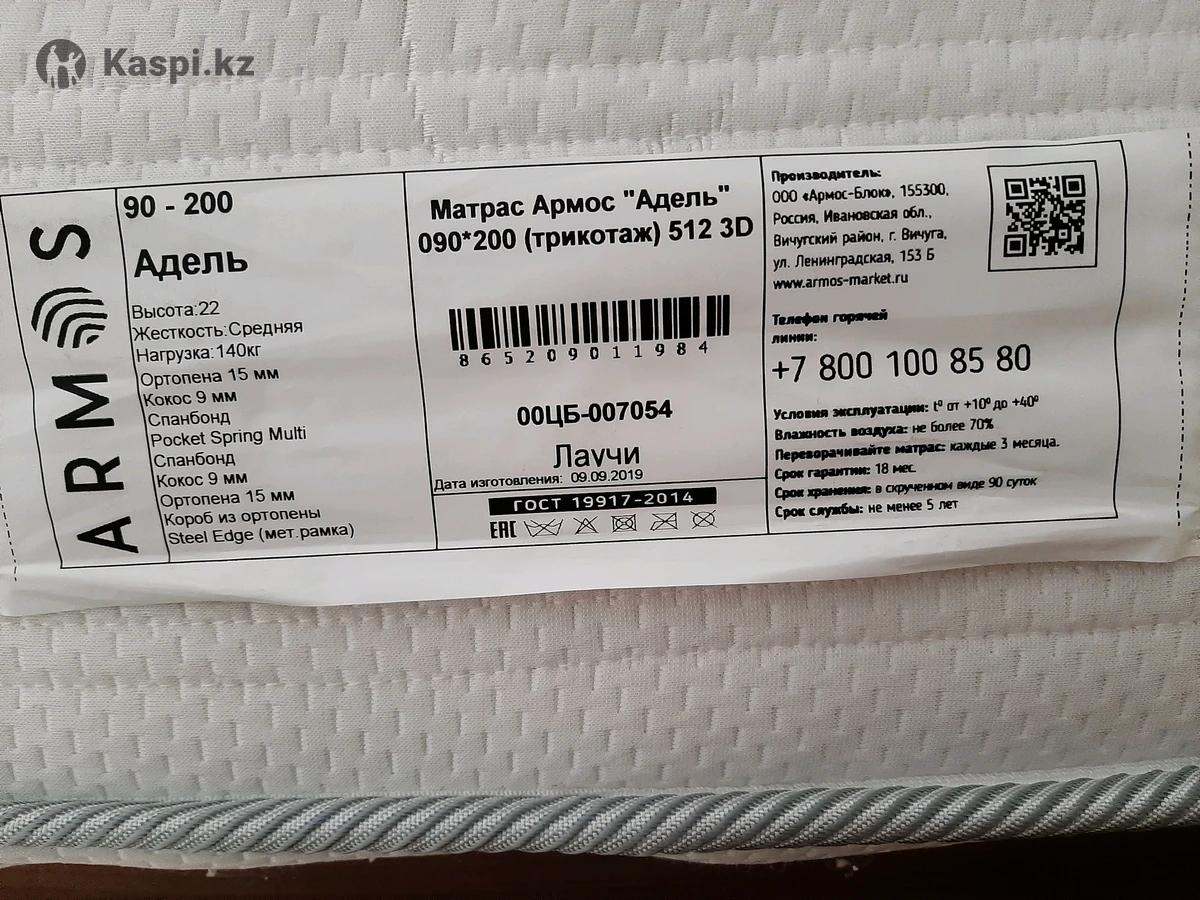 Kaspi.kz
ARMOS
90 - 200
Адель
Высота:22
Жесткость:Средняя
Нагрузка:140кг
Ортопена 15 мм
Кокос 9 мм
Спанбонд
Pocket Spring Multi
Спанбонд
Кокос 9 мм
Ортопена 15 мм
Короб из ортопены
Steel Edge (мет.рамка)
Матрас Армос "Адель"
090*200 (трикотаж) 512 3D
865209011984
00ЦБ-007054
Лаучи
Дата изготовления: 09.09.2019
ГОСТ 19917-2014
EAC
Производитель:
ООО «Армос-Блок», 155300,
Россия, Ивановская обл.,
Вичугский район, г. Вичуга,
ул. Ленинградская, 153 Б
www.armos-market.ru
Телефон горячей
линии:
+7 800 100 85 80
Условия эксплуатации: t° от +10° до +40°
Влажность воздуха: не более 70%
Переворачивайте матрас: каждые 3 месяца.
Срок гарантии: 18 мес.
Срок хранения: в скрученном виде 90 суток
Срок службы: не менее 5 лет